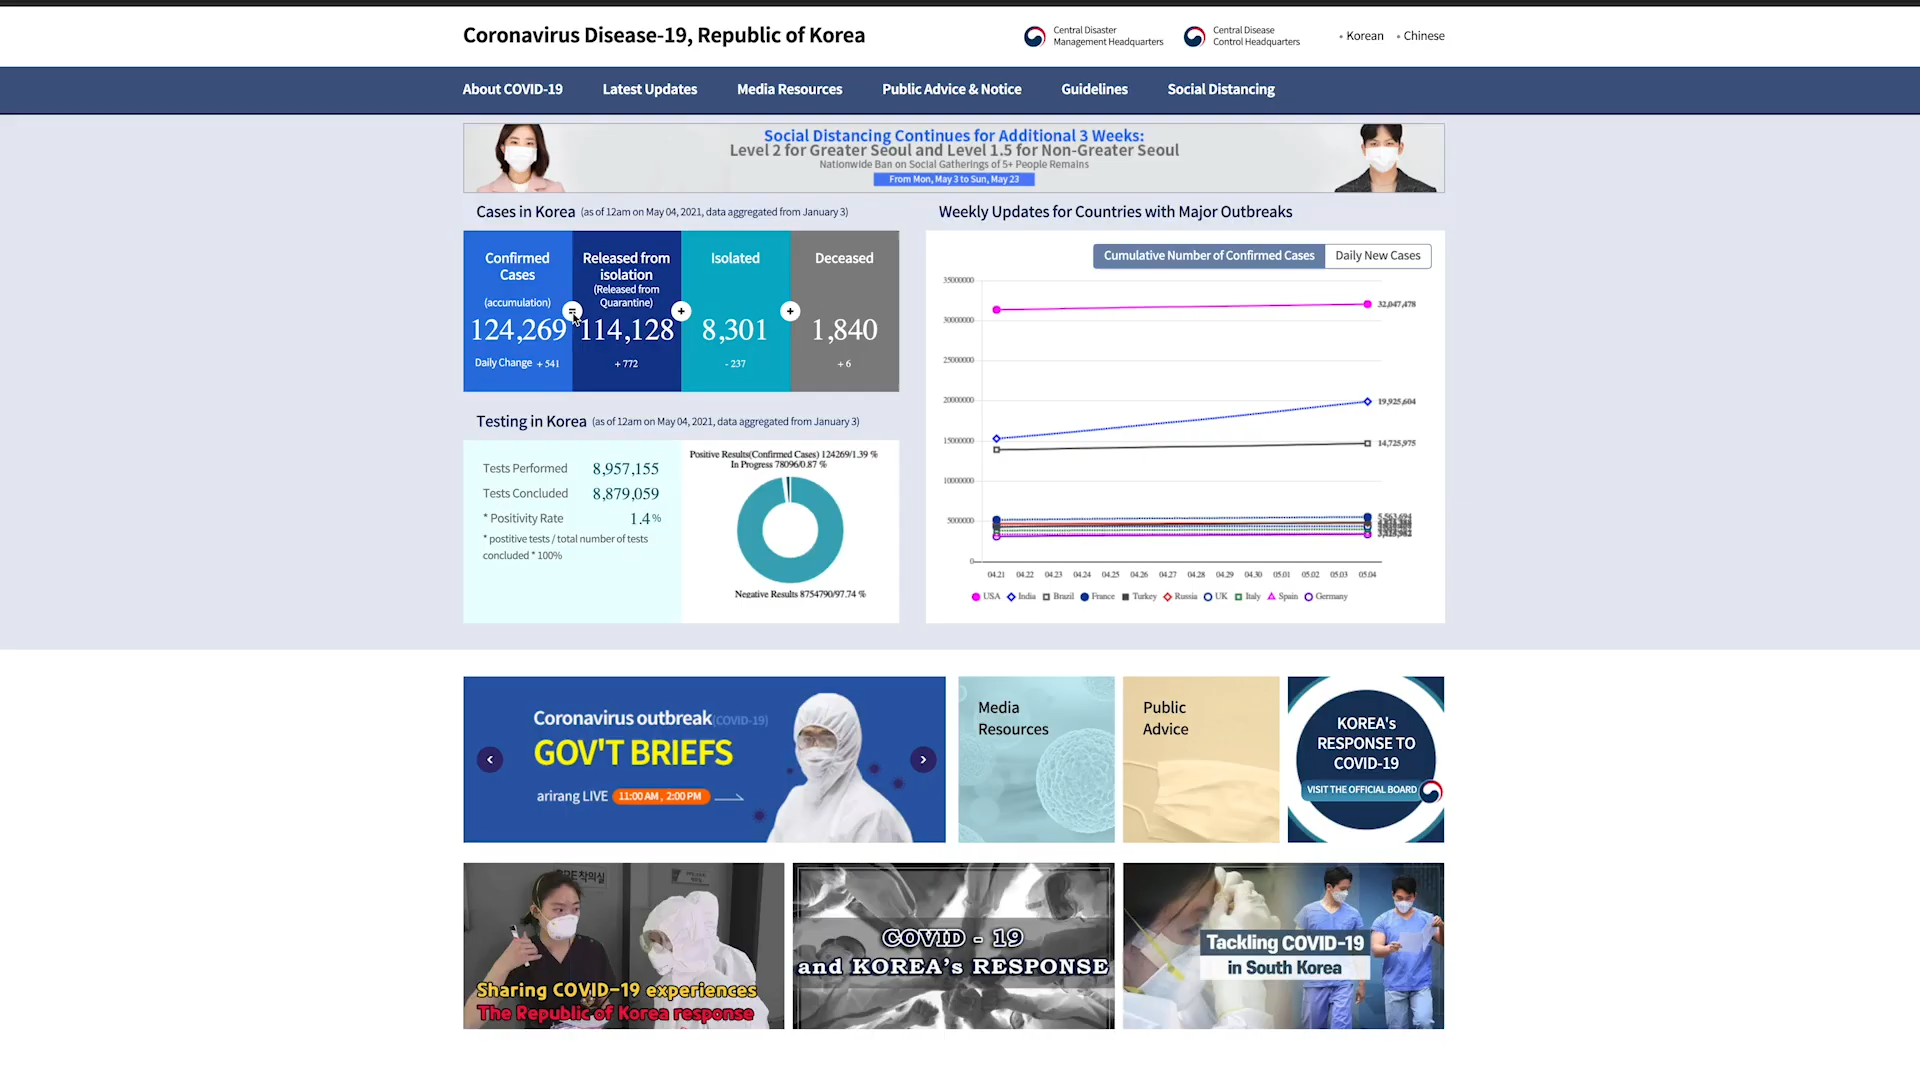 Coronavirus Disease-19, Republic of Korea
Central Disaster
Management Headquarters
Central Disease
Control Headquarters
Korean
Chinese
About COVID-19
Latest Updates
Media Resources
Public Advice & Notice
Guidelines
Social Distancing
Social Distancing Continues for Additional 3 Weeks:
Level 2 for Greater Seoul and Level 1.5 for Non-Greater Seoul
Nationwide Ban on Social Gatherings of 5+ People Remains
From Mon, May 3 to Sun, May 23
Cases in Korea (as of 12am on May 04, 2021, data aggregated from January 3)
Confirmed
Cases
(accumulation)
124,269
Daily Change + 541
Released from
isolation
(Released from
Quarantine)
114,128
+ 772
Isolated
8,301
- 237
Deceased
1,840
+ 6
Testing in Korea (as of 12am on May 04, 2021, data aggregated from January 3)
Tests Performed 8,957,155
Tests Concluded 8,879,059
* Positivity Rate 1.4 %
* postitive tests / total number of tests
concluded * 100%
Positive Results(Confirmed Cases) 124269/1.39 %
In Progress 78096/0.87 %
Negative Results 8754790/97.74 %
Weekly Updates for Countries with Major Outbreaks
Cumulative Number of Confirmed Cases
Daily New Cases
35000000
30000000
25000000
20000000
15000000
10000000
5000000
0
32,047,478
19,925,604
14,725,975
5,563,694
04.21 04.22 04.23 04.24 04.25 04.26 04.27 04.28 04.29 04.30 05.01 05.02 05.03 05.04
USA India Brazil France Turkey Russia UK Italy Spain Germany
Coronavirus outbreak(COVID-19)
GOV'T BRIEFS
arirang LIVE 11:00 AM , 2:00 PM
Media
Resources
Public
Advice
KOREA's
RESPONSE TO
COVID-19
VISIT THE OFFICIAL BOARD
Sharing COVID-19 experiences
The Republic of Korea response
COVID - 19
and KOREA's RESPONSE
Tackling COVID-19
in South Korea